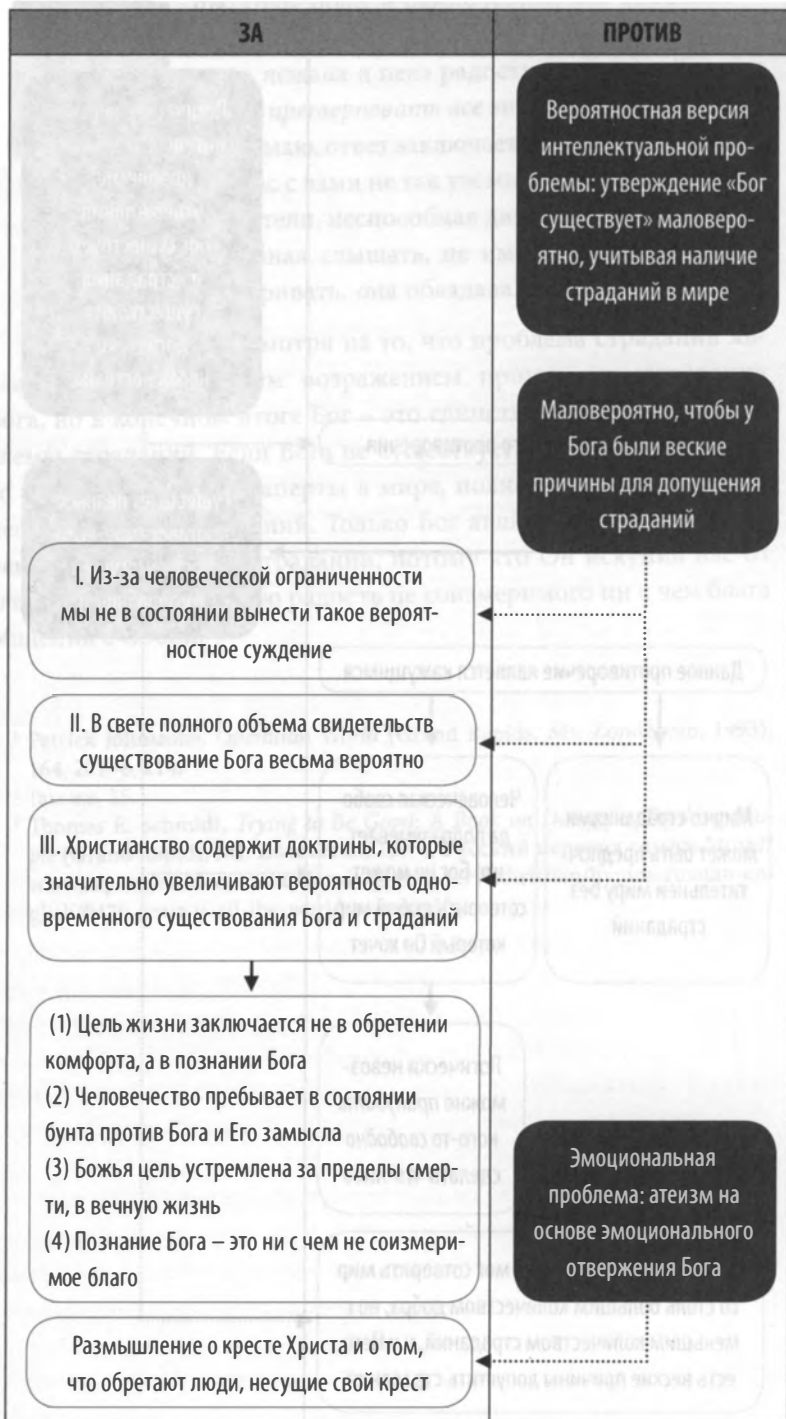 ЗА
ПРОТИВ
Вероятностная версия
интеллектуальной про-
блемы: утверждение «Бог
существует» маловеро-
ятно, учитывая наличие
страданий в мире
Маловероятно, чтобы у
Бога были веские
причины для допущения
страданий
I. Из-за человеческой ограниченности
мы не в состоянии вынести такое вероят-
ностное суждение
II. В свете полного объема свидетельств
существование Бога весьма вероятно
III. Христианство содержит доктрины, которые
значительно увеличивают вероятность одно-
временного существования Бога и страданий
(1) Цель жизни заключается не в обретении
комфорта, а в познании Бога
(2) Человечество пребывает в состоянии
бунта против Бога и Его замысла
(3) Божья цель устремлена за пределы смер-
ти, в вечную жизнь
(4) Познание Бога – это ни с чем не соизмери-
мое благо
Эмоциональная
проблема: атеизм на
основе эмоционального
отвержения Бога
Размышление о кресте Христа и о том,
что обретают люди, несущие свой крест